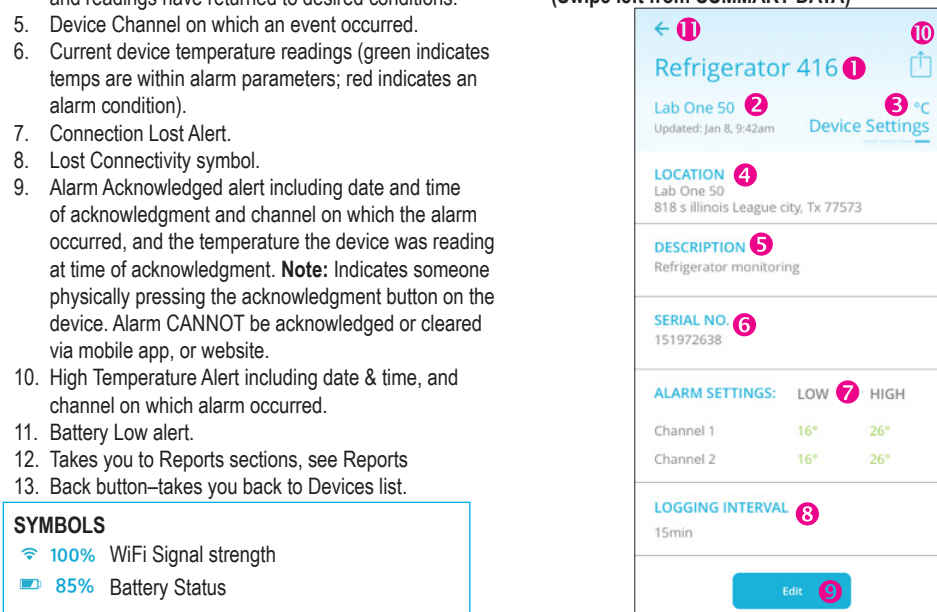 and readings have returned to desired conditions.
5. Device Channel on which an event occurred.
6. Current device temperature readings (green indicates
temps are within alarm parameters; red indicates an
alarm condition).
7. Connection Lost Alert.
8. Lost Connectivity symbol.
9. Alarm Acknowledged alert including date and time
of acknowledgment and channel on which the alarm
occurred, and the temperature the device was reading
at time of acknowledgment. Note: Indicates someone
physically pressing the acknowledgment button on the
device. Alarm CANNOT be acknowledged or cleared
via mobile app, or website.
10. High Temperature Alert including date & time, and
channel on which alarm occurred.
11. Battery Low alert.
12. Takes you to Reports sections, see Reports
13. Back button–takes you back to Devices list.
SYMBOLS
100% WiFi Signal strength
85% Battery Status
(Swipe left from SUMMARY DATA)
← 11 10
Refrigerator 416 1
Lab One 50 2 3 °C
Updated: Jan 8, 9:42am Device Settings
LOCATION 4
Lab One 50
818 s illinois League city, Tx 77573
DESCRIPTION 5
Refrigerator monitoring
SERIAL NO. 6
151972638
ALARM SETTINGS: LOW 7 HIGH
Channel 1 16° 26°
Channel 2 16° 26°
LOGGING INTERVAL 8
15min
Edit 9